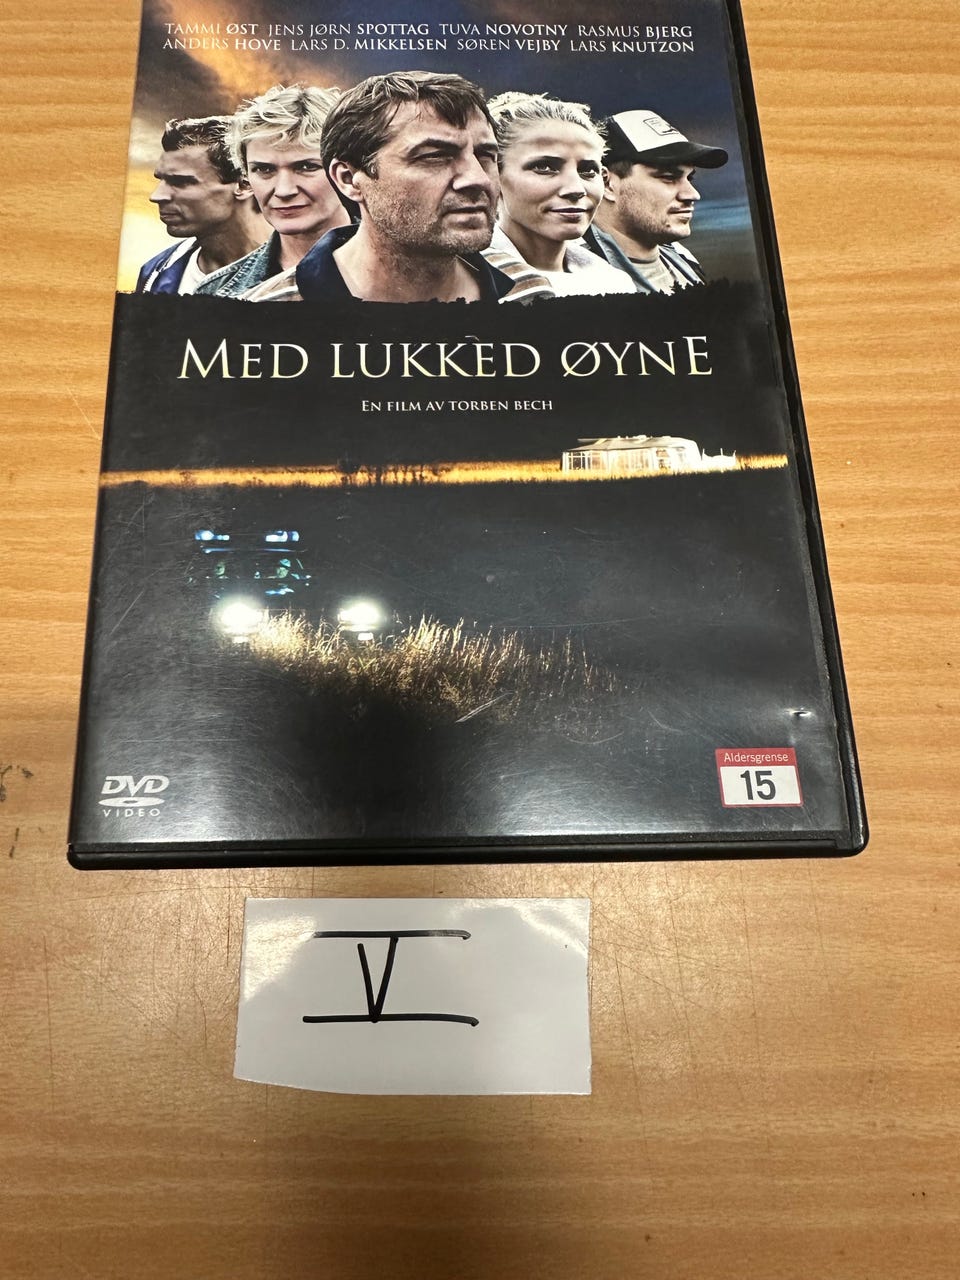 TAMMI ØST JENS JØRN SPOTTAG TUVA NOVOTNY RASMUS BJERG
ANDERS HOVE LARS D. MIKKELSEN SØREN VEJBY LARS KNUTZON
MED LUKKED ØYNE
EN FILM AV TORBEN BECH
DVD
VIDEO
Aldersgrense
15
V